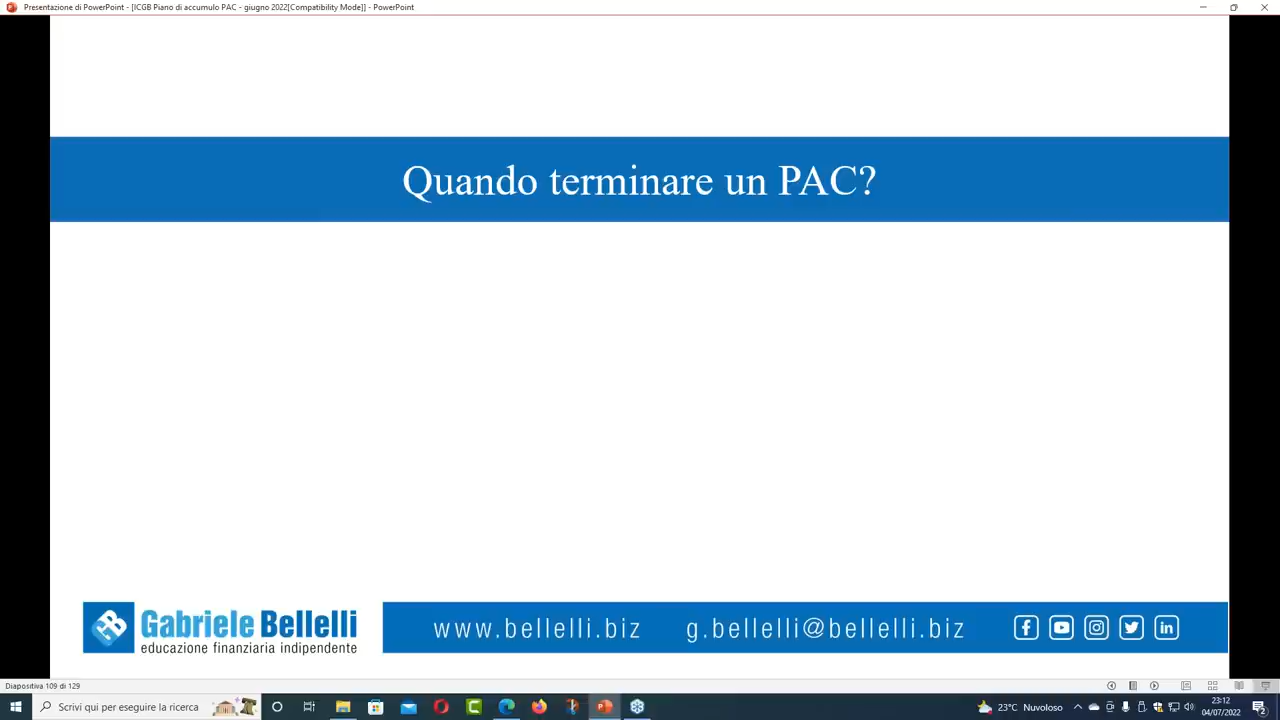 Presentazione di PowerPoint - [ICGB Piano di accumulo PAC - giugno 2022[Compatibility Mode]] - PowerPoint
Quando terminare un PAC?
Gabriele Bellelli
educazione finanziaria indipendente
www.bellelli.biz g.bellelli@bellelli.biz
Diapositiva 109 di 129
Scrivi qui per eseguire la ricerca
23°C Nuvoloso
23:12
04/07/2022
2